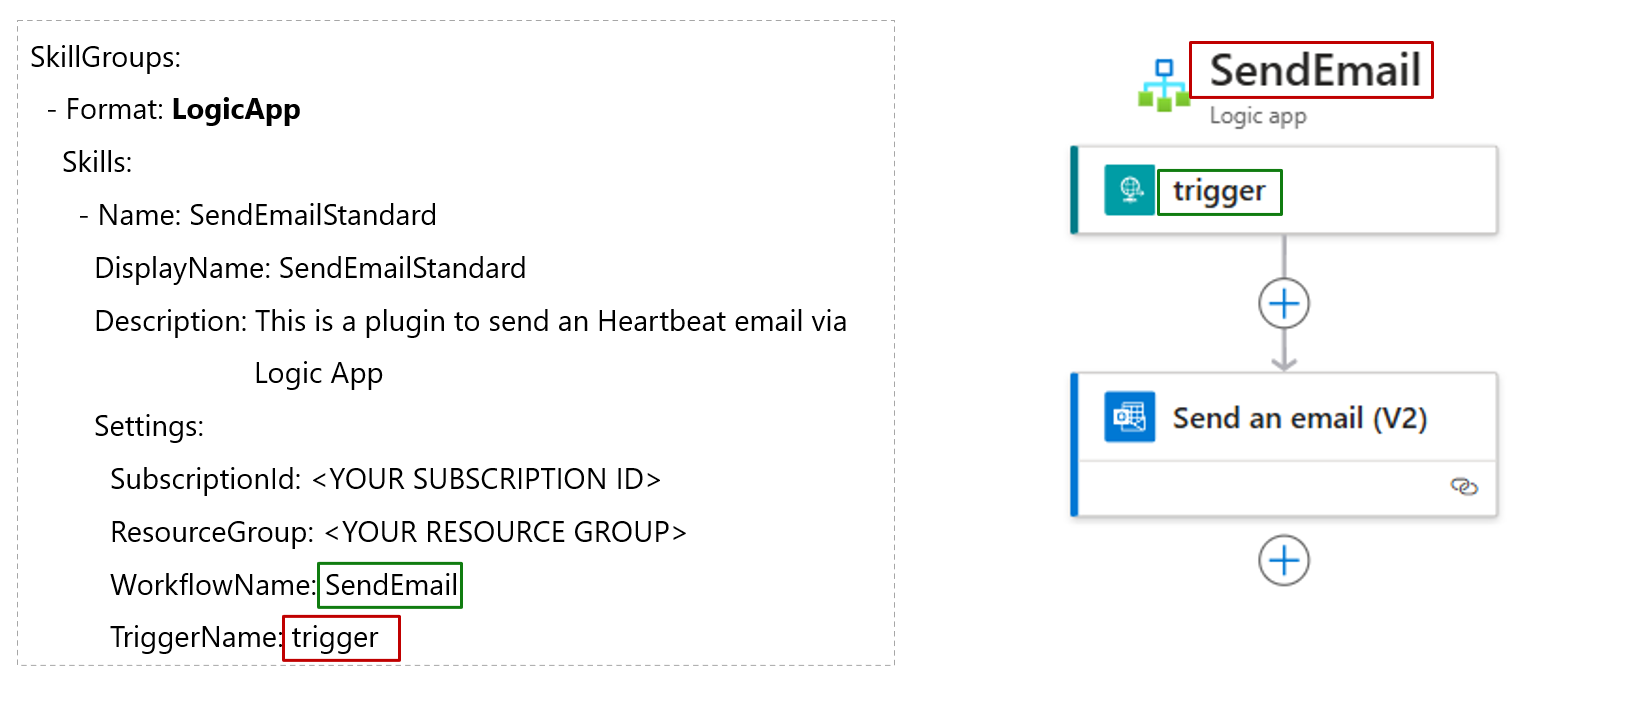 SkillGroups:
- Format: LogicApp
Skills:
- Name: SendEmailStandard
DisplayName: SendEmailStandard
Description: This is a plugin to send an Heartbeat email via
Logic App
Settings:
SubscriptionId: <YOUR SUBSCRIPTION ID>
ResourceGroup: <YOUR RESOURCE GROUP>
WorkflowName: SendEmail
TriggerName: trigger
SendEmail
Logic app
trigger
Send an email (V2)